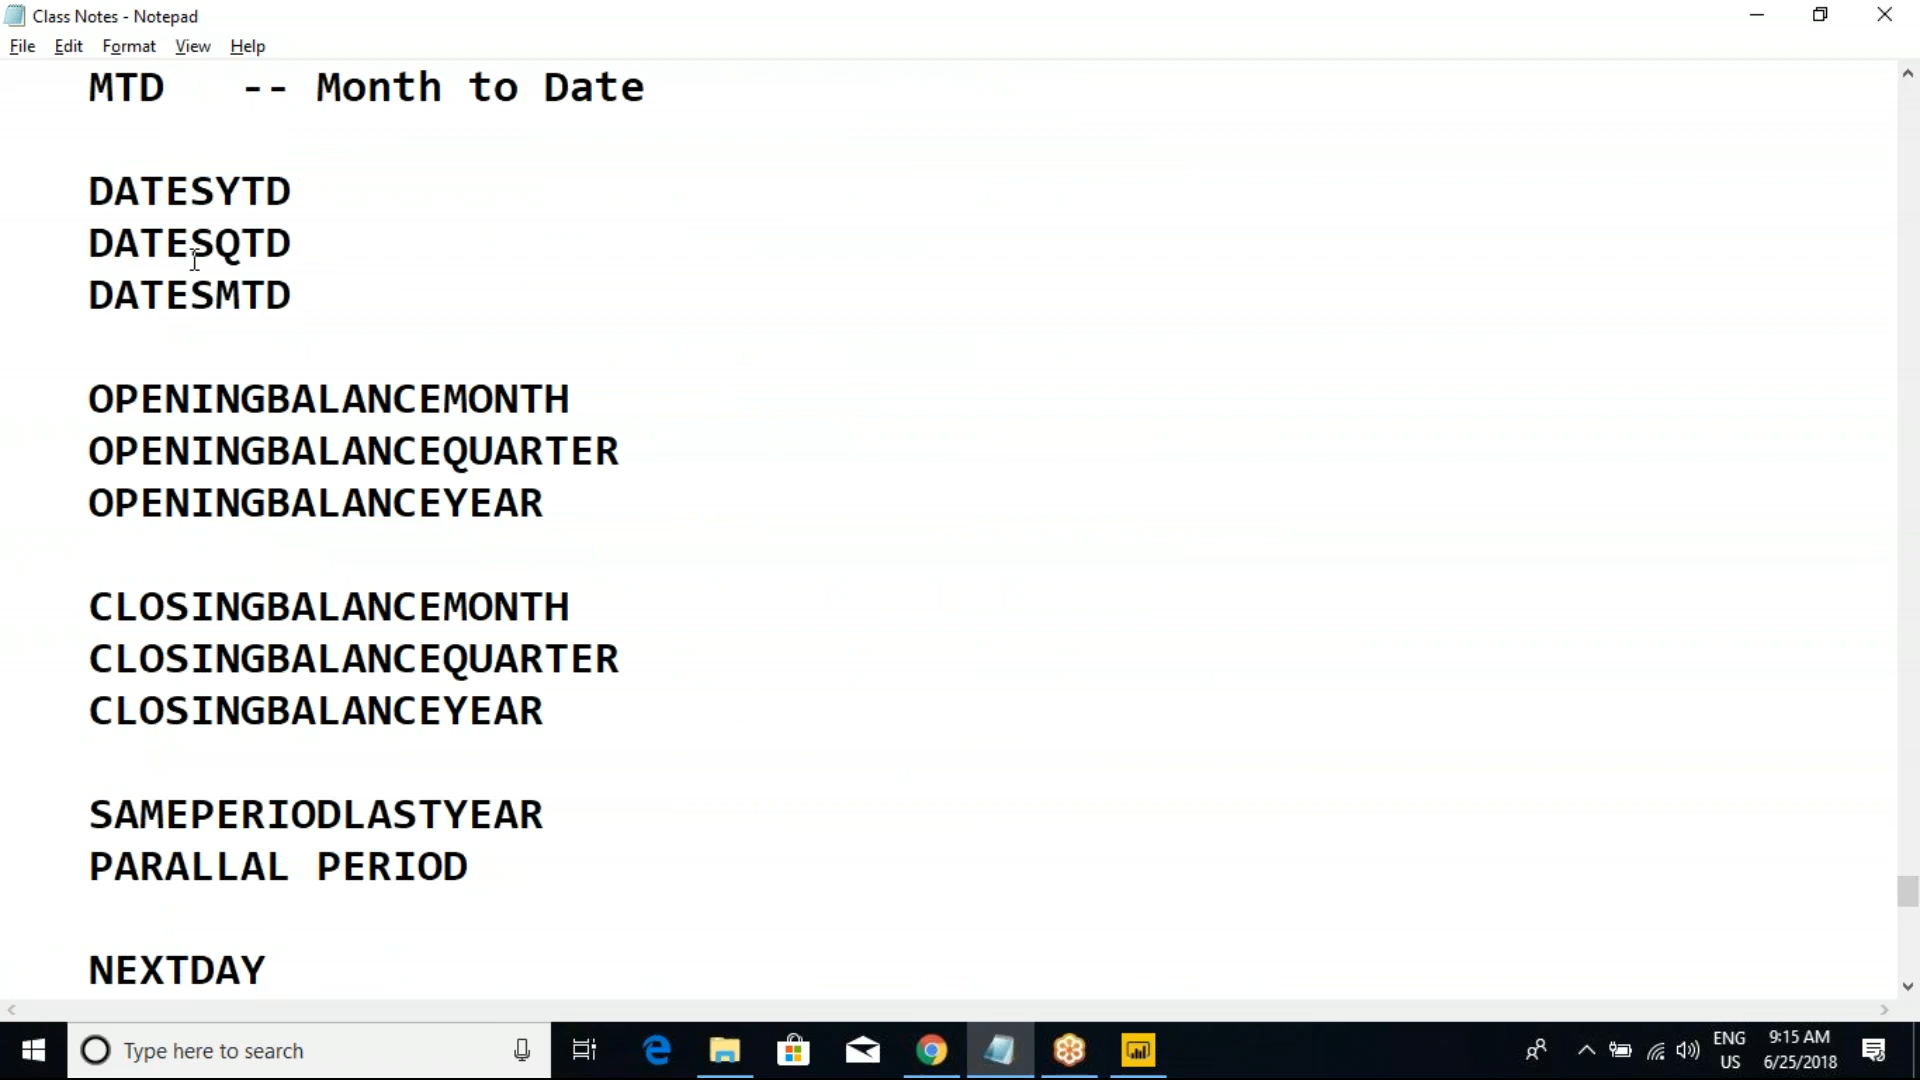 Class Notes - Notepad
File Edit Format View Help
MTD   -- Month to Date
DATESYTD
DATESQTD
DATESMTD
OPENINGBALANCEMONTH
OPENINGBALANCEQUARTER
OPENINGBALANCEYEAR
CLOSINGBALANCEMONTH
CLOSINGBALANCEQUARTER
CLOSINGBALANCEYEAR
SAMEPERIODLASTYEAR
PARALLAL PERIOD
NEXTDAY
Type here to search
ENG
US
9:15 AM
6/25/2018